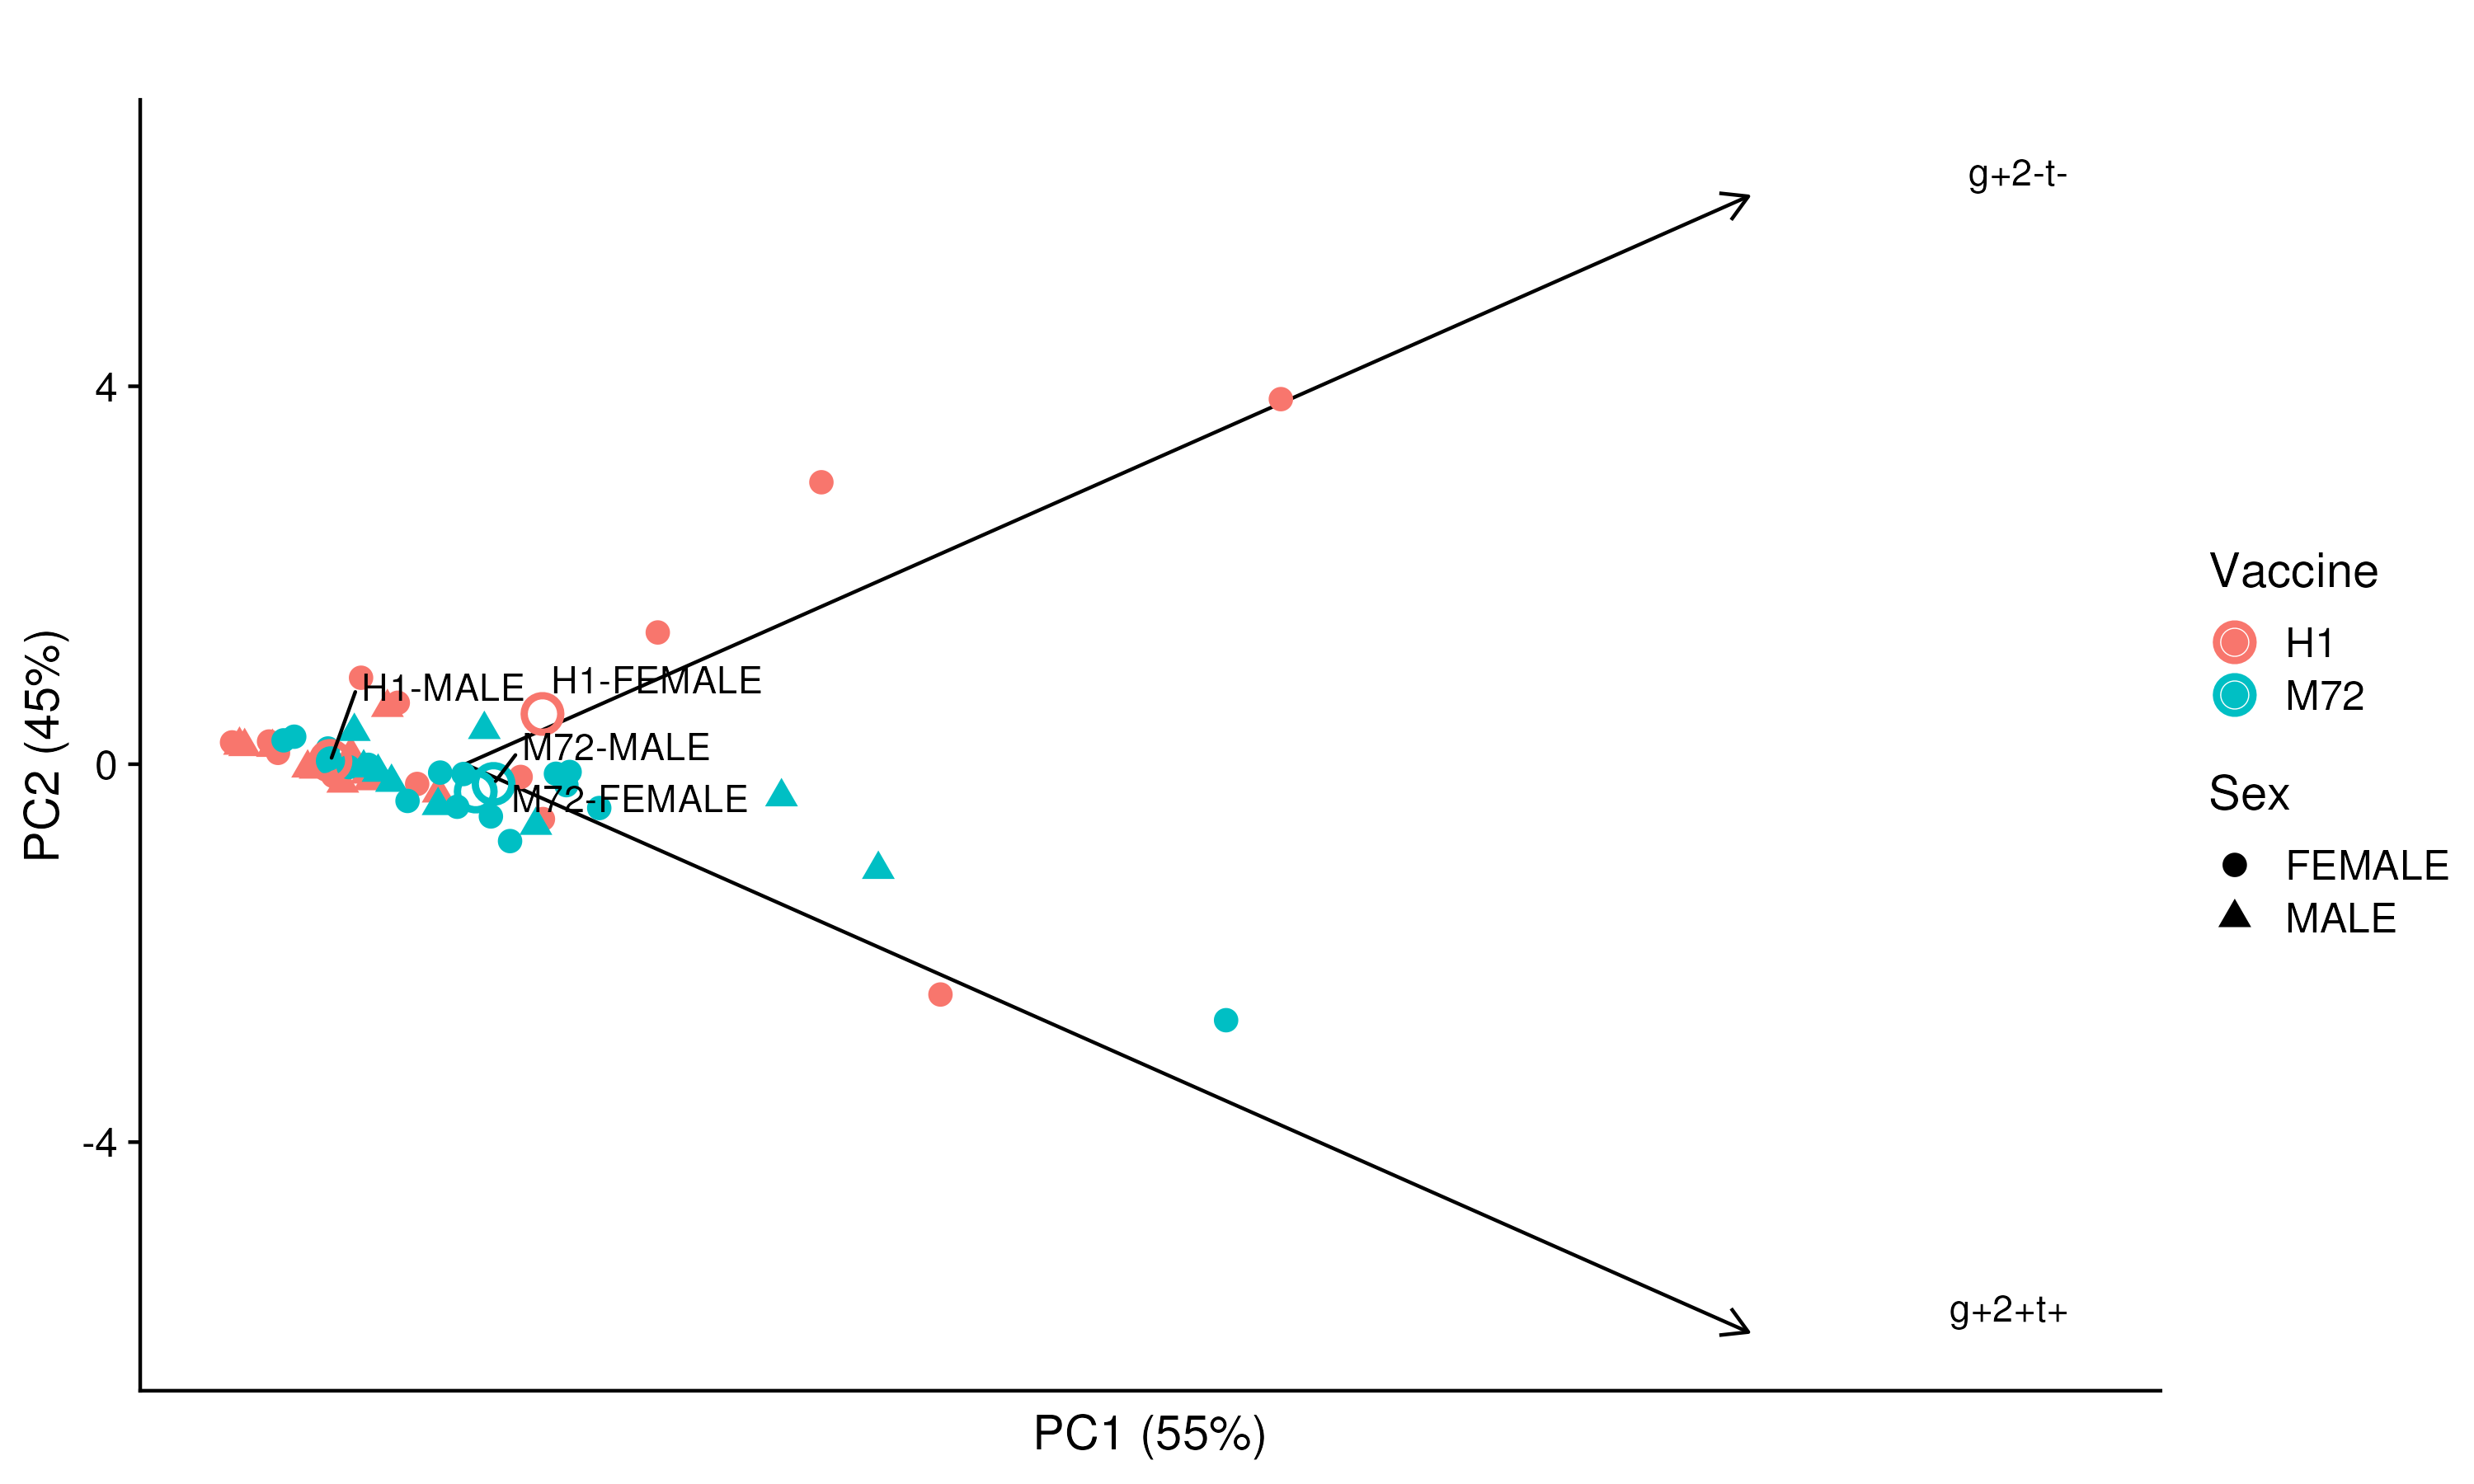 g+2-t-
4
H1-MALE
H1-FEMALE
M72-MALE
M72-FEMALE
0
-4
g+2+t+
PC2 (45%)
PC1 (55%)
Vaccine
H1
M72
Sex
FEMALE
MALE